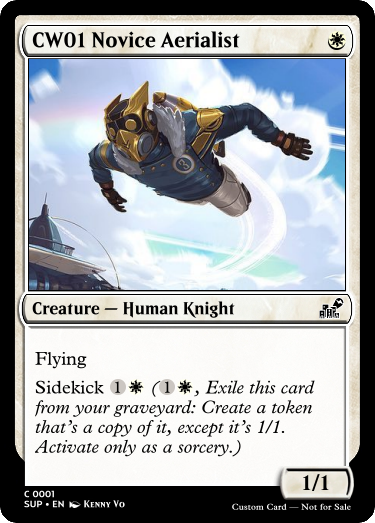 CW01 Novice Aerialist
Creature — Human Knight
Flying
Sidekick 1 (1, Exile this card
from your graveyard: Create a token
that's a copy of it, except it's 1/1.
Activate only as a sorcery.)
1/1
C 0001
SUP • EN Kenny Vo
Custom Card — Not for Sale